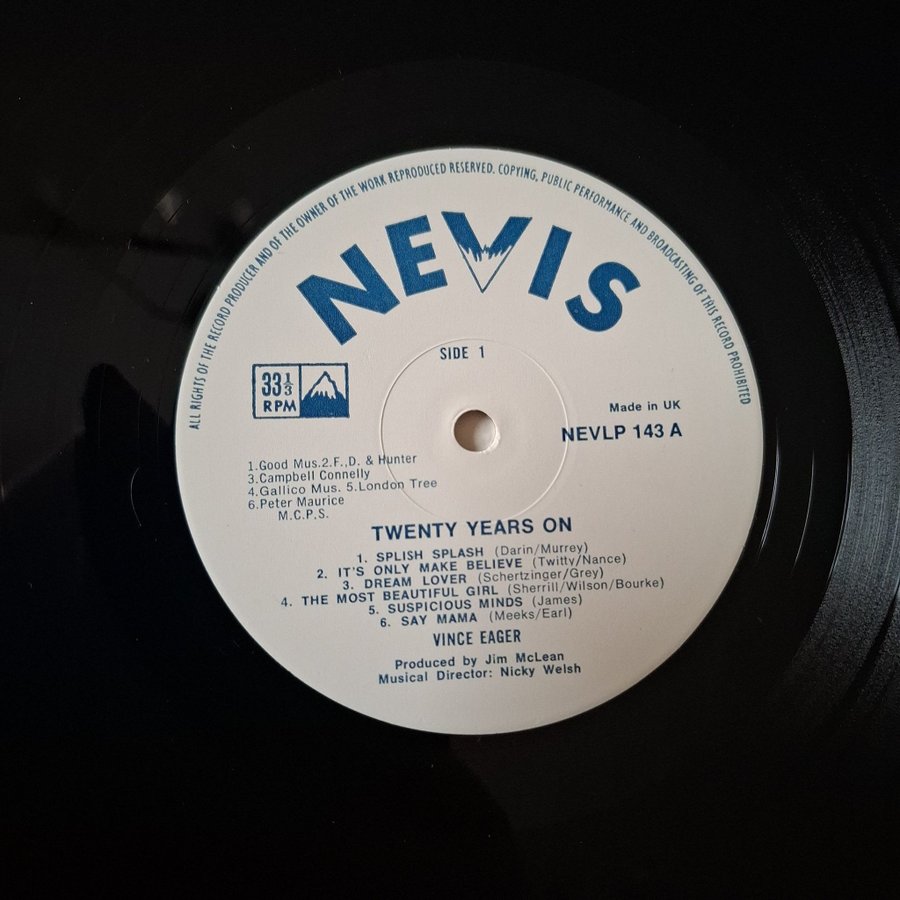 ALL RIGHTS OF THE RECORD PRODUCER AND OF THE OWNER OF THE WORK REPRODUCED RESERVED. COPYING, PUBLIC PERFORMANCE AND BROADCASTING OF THIS RECORD PROHIBITED
NEVIS
SIDE 1
33 1/3
RPM
Made in UK
NEVLP 143 A
1.Good Mus.2.F.,D. & Hunter
3.Campbell Connelly
4.Gallico Mus. 5.London Tree
6.Peter Maurice
M.C.P.S.
TWENTY YEARS ON
1. SPLISH SPLASH (Darin/Murrey)
2. IT'S ONLY MAKE BELIEVE (Twitty/Nance)
3. DREAM LOVER (Schertzinger/Grey)
4. THE MOST BEAUTIFUL GIRL (Sherrill/Wilson/Bourke)
5. SUSPICIOUS MINDS (James)
6. SAY MAMA (Meeks/Earl)
VINCE EAGER
Produced by Jim McLean
Musical Director: Nicky Welsh